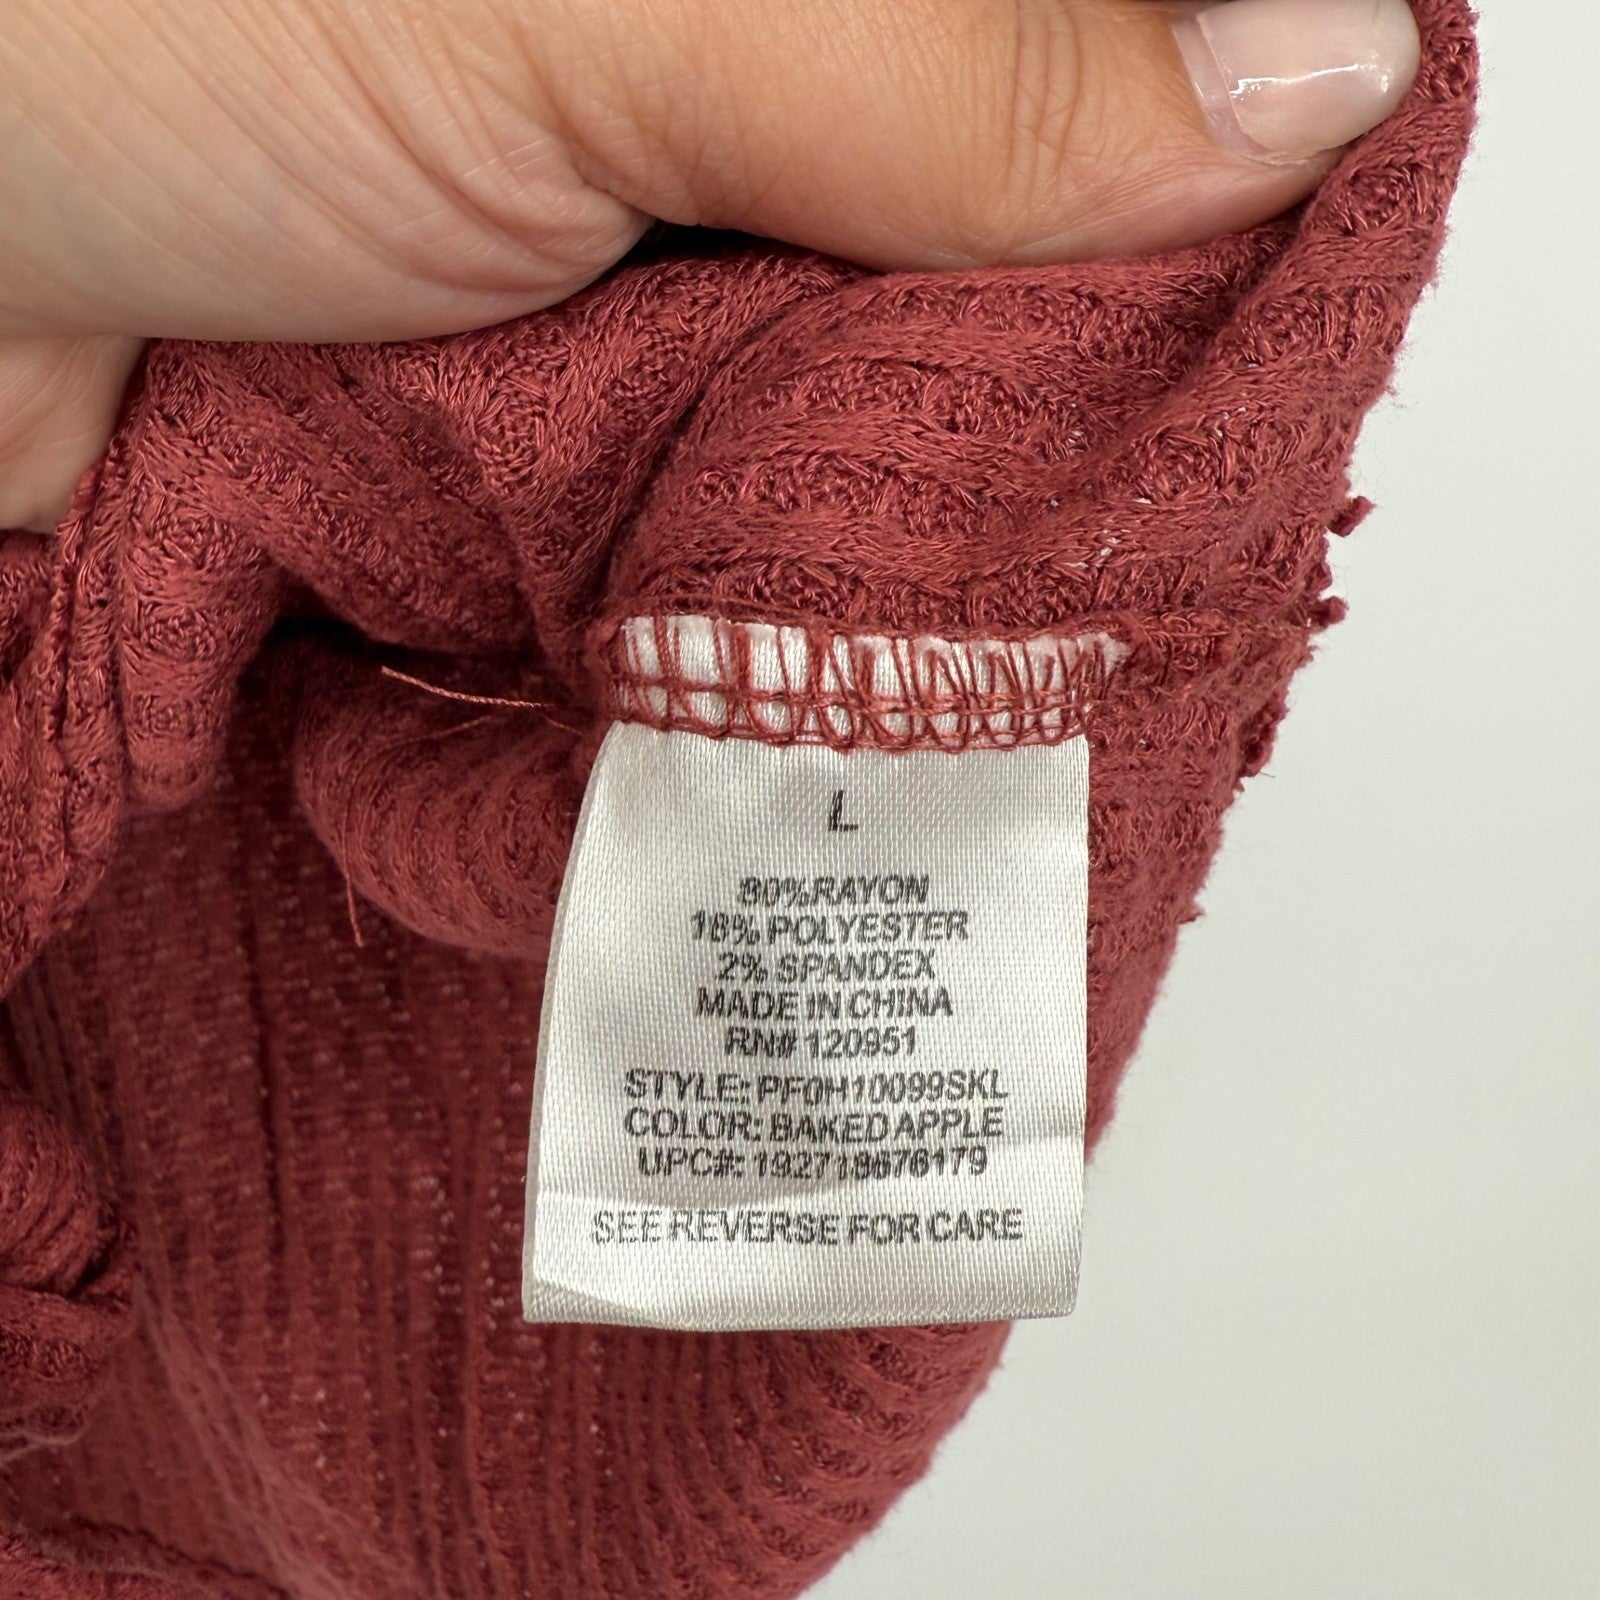 L
80%RAYON
18% POLYESTER
2% SPANDEX
MADE IN CHINA
RN# 120951
STYLE: PF0H10099SKL
COLOR: BAKED APPLE
UPC#: 192718676179
SEE REVERSE FOR CARE